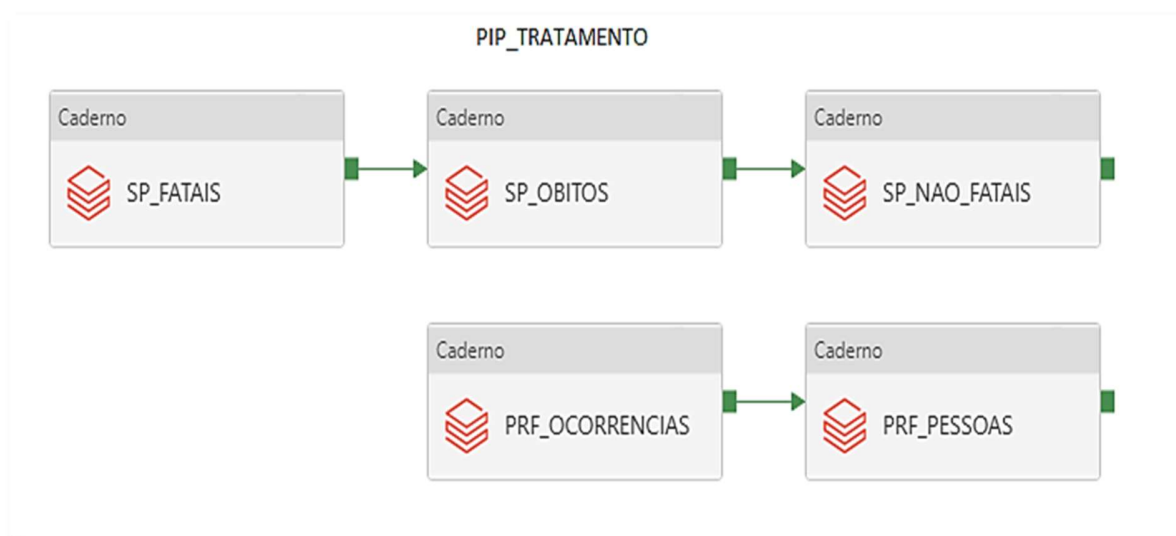 PIP_TRATAMENTO
Caderno
SP_FATAIS
Caderno
SP_OBITOS
Caderno
SP_NAO_FATAIS
Caderno
PRF_OCORRENCIAS
Caderno
PRF_PESSOAS